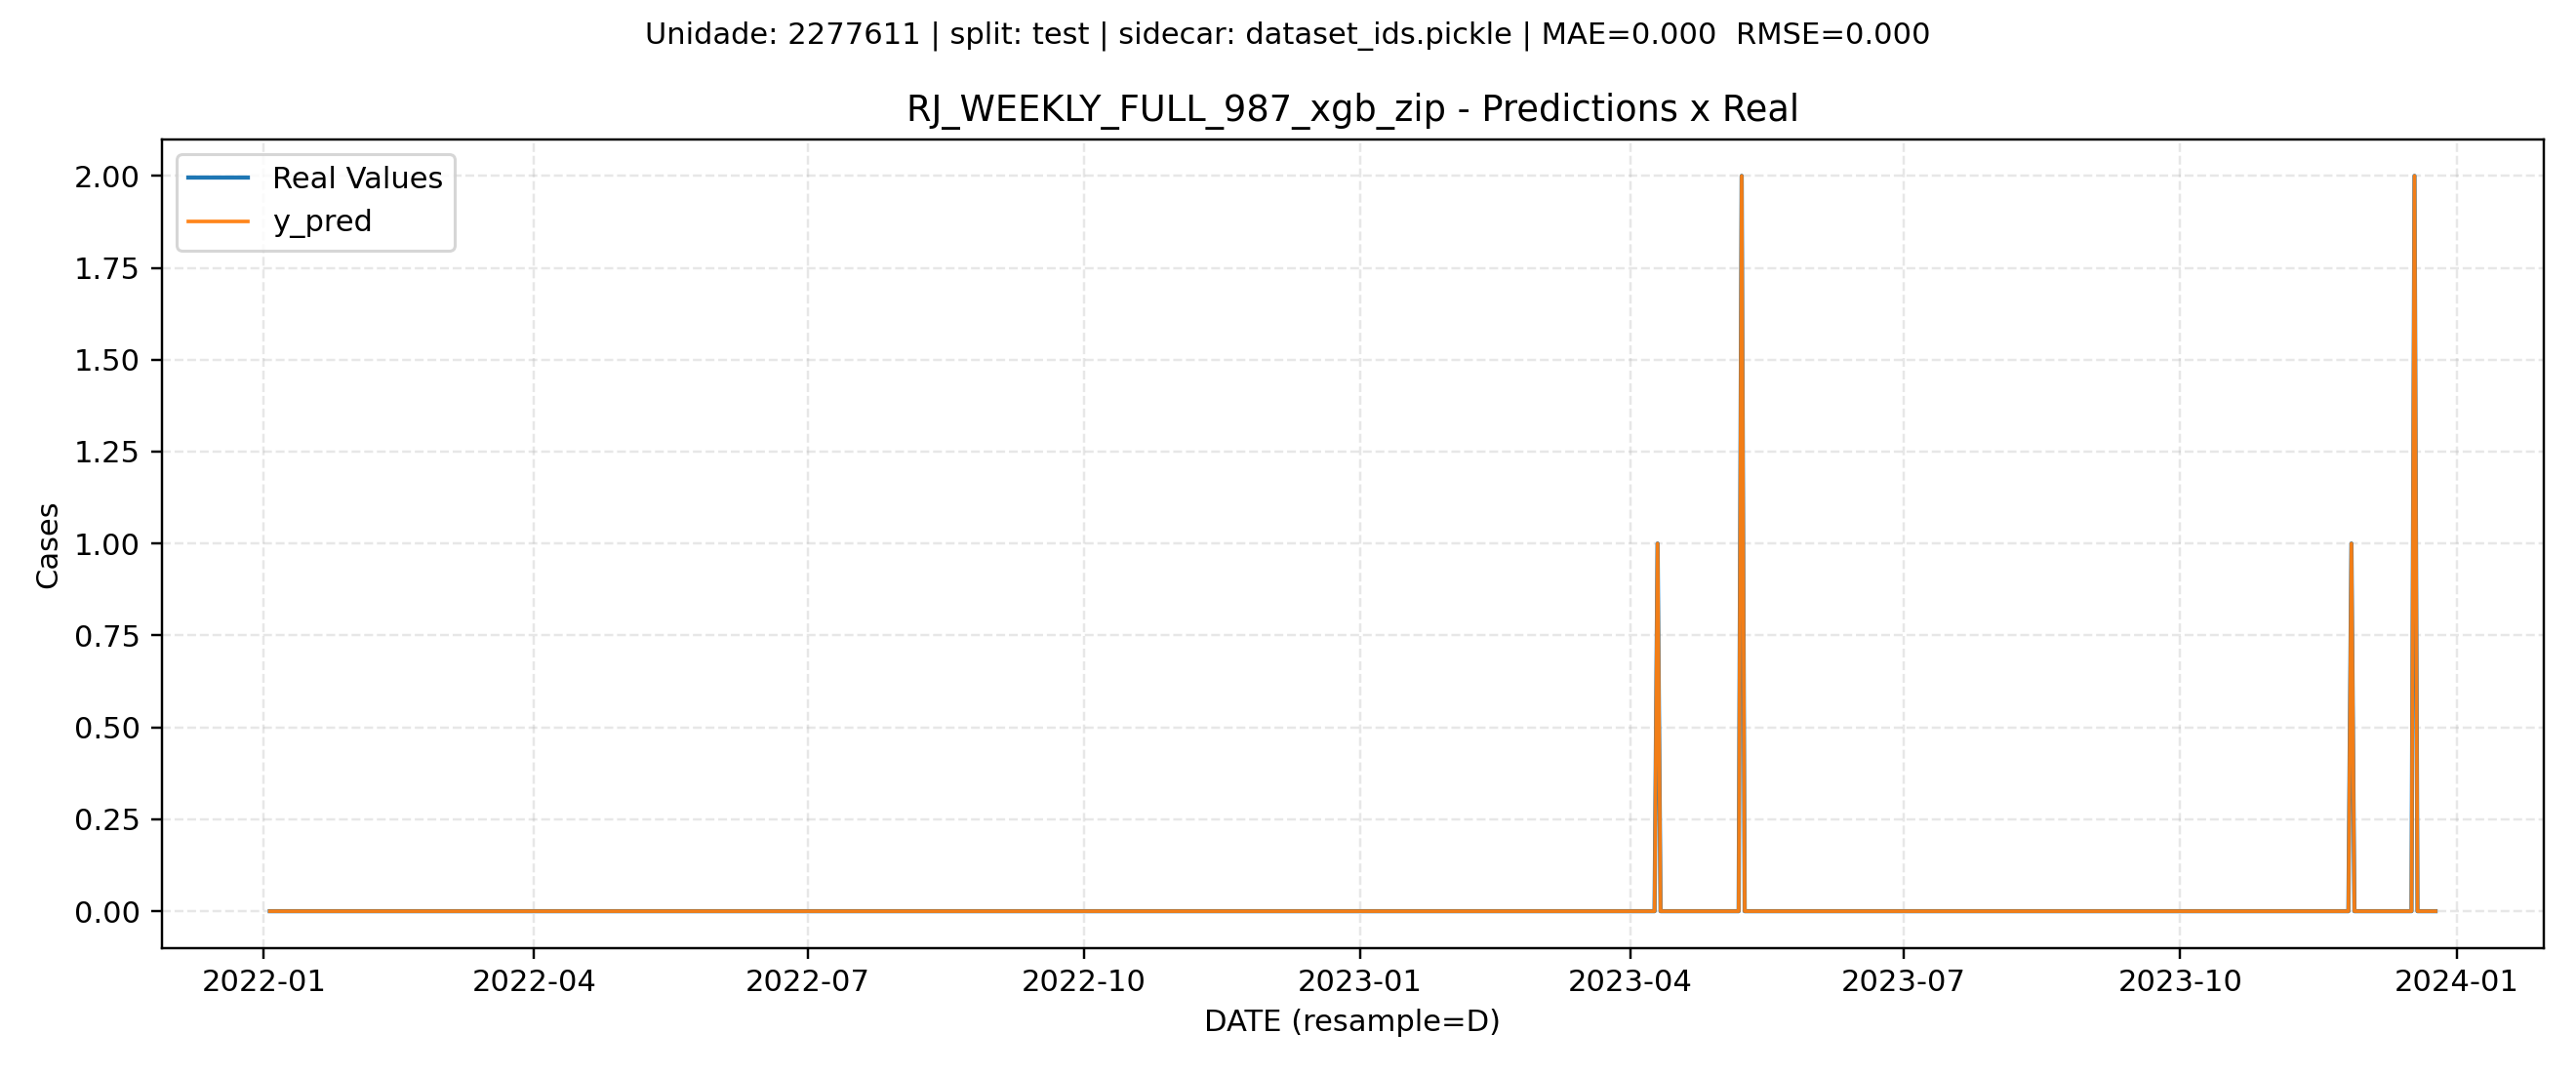 Unidade: 2277611 | split: test | sidecar: dataset_ids.pickle | MAE=0.000  RMSE=0.000
RJ_WEEKLY_FULL_987_xgb_zip - Predictions x Real
Real Values
y_pred
2.00
1.75
1.50
1.25
1.00
0.75
0.50
0.25
0.00
Cases
2022-01 2022-04 2022-07 2022-10 2023-01 2023-04 2023-07 2023-10 2024-01
DATE (resample=D)